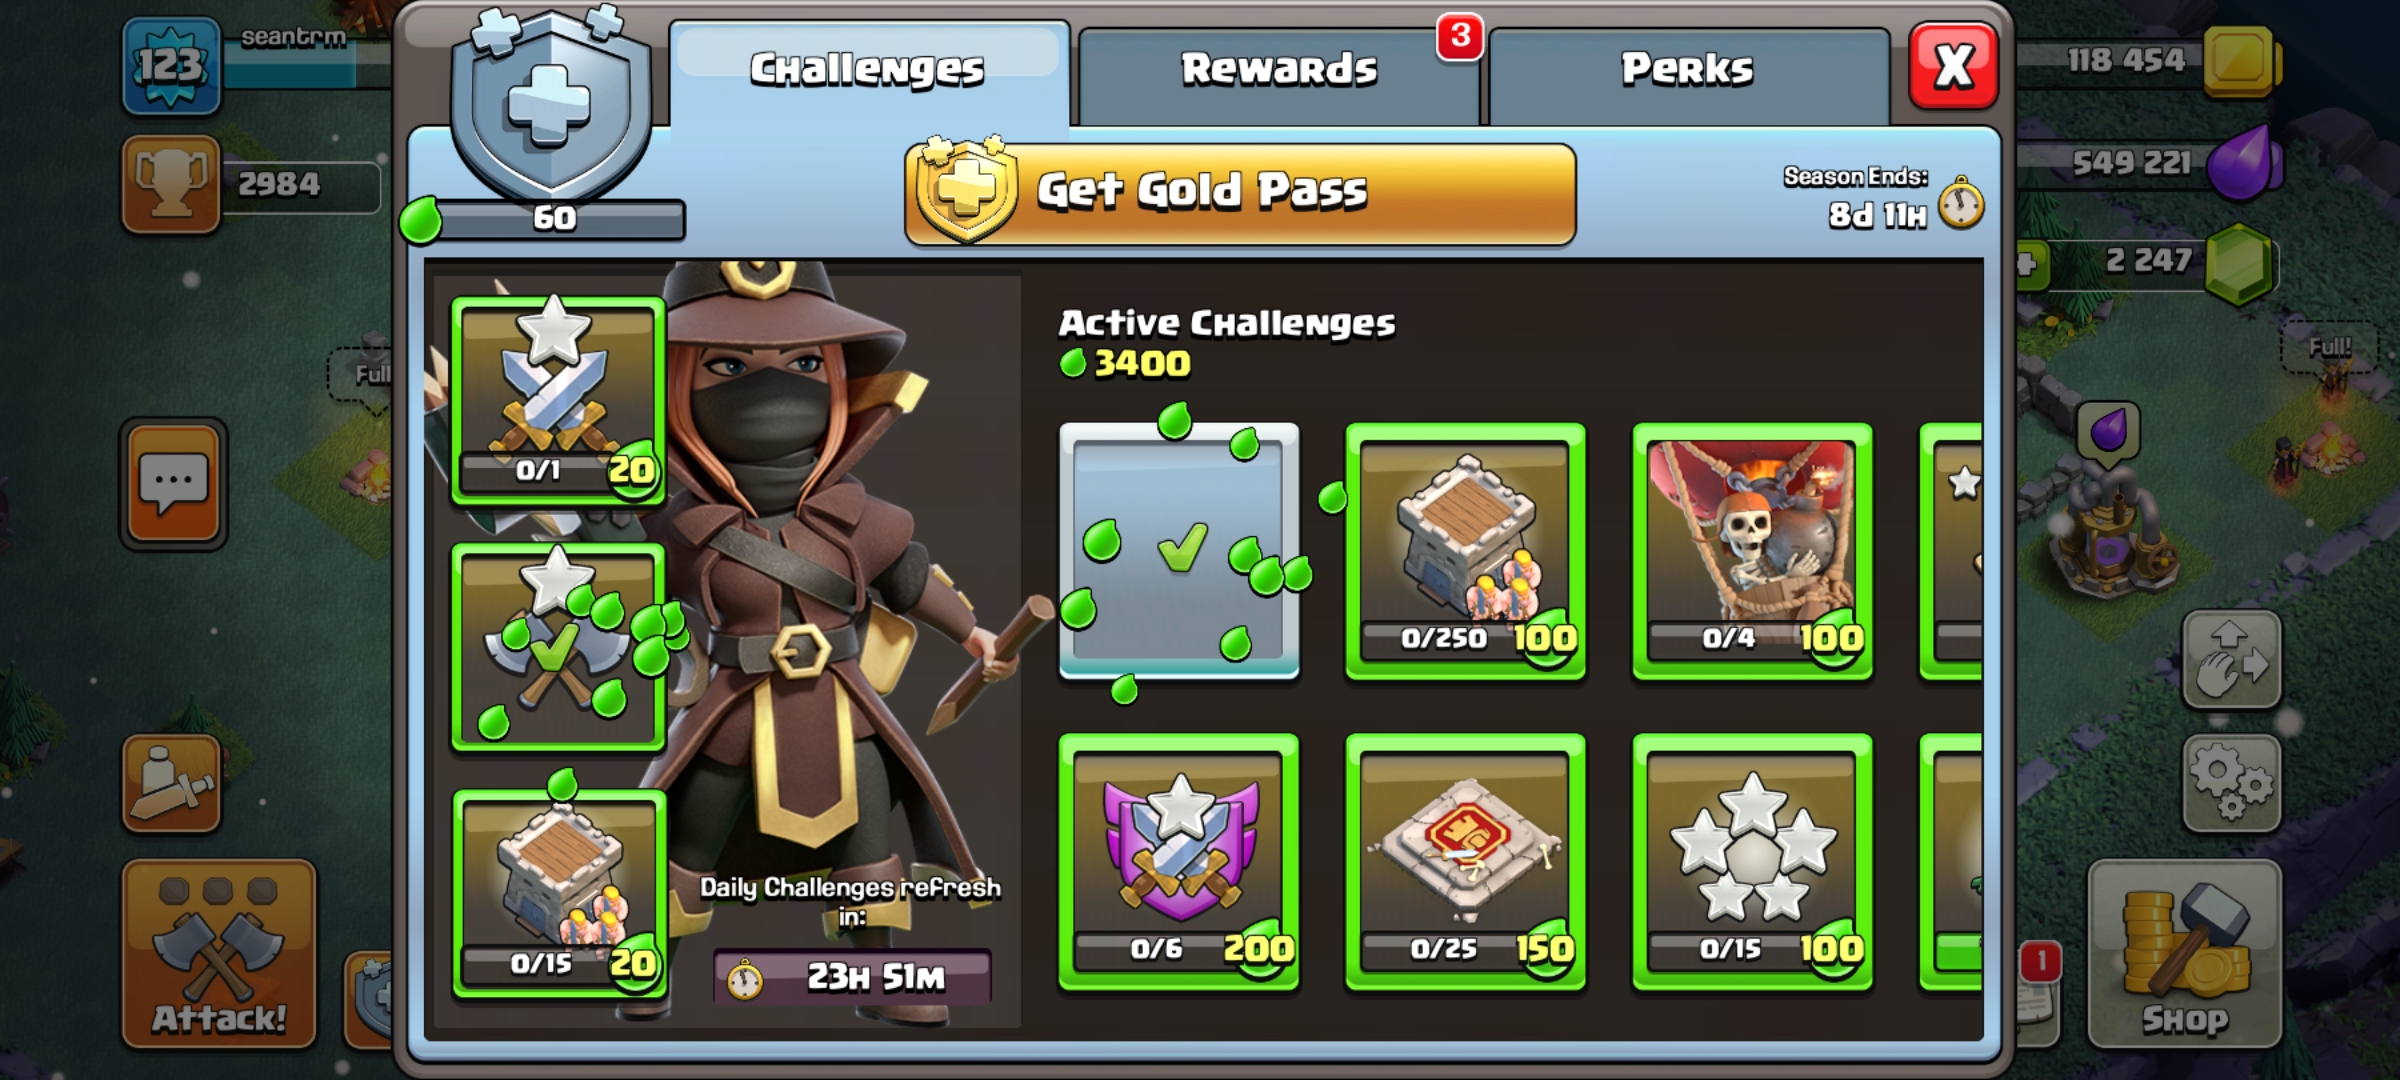 123
seantrm
2984
60
Challenges
Rewards
3
Perks
X
Get Gold Pass
Season Ends:
8d 11H
118 454
549 221
2 247
Full
Full!
0/1
20
0/15
20
Daily Challenges refresh
in:
23H 51M
Active Challenges
3400
0/250
100
0/4
100
0/6
200
0/25
150
0/15
100
Attack!
1
Shop